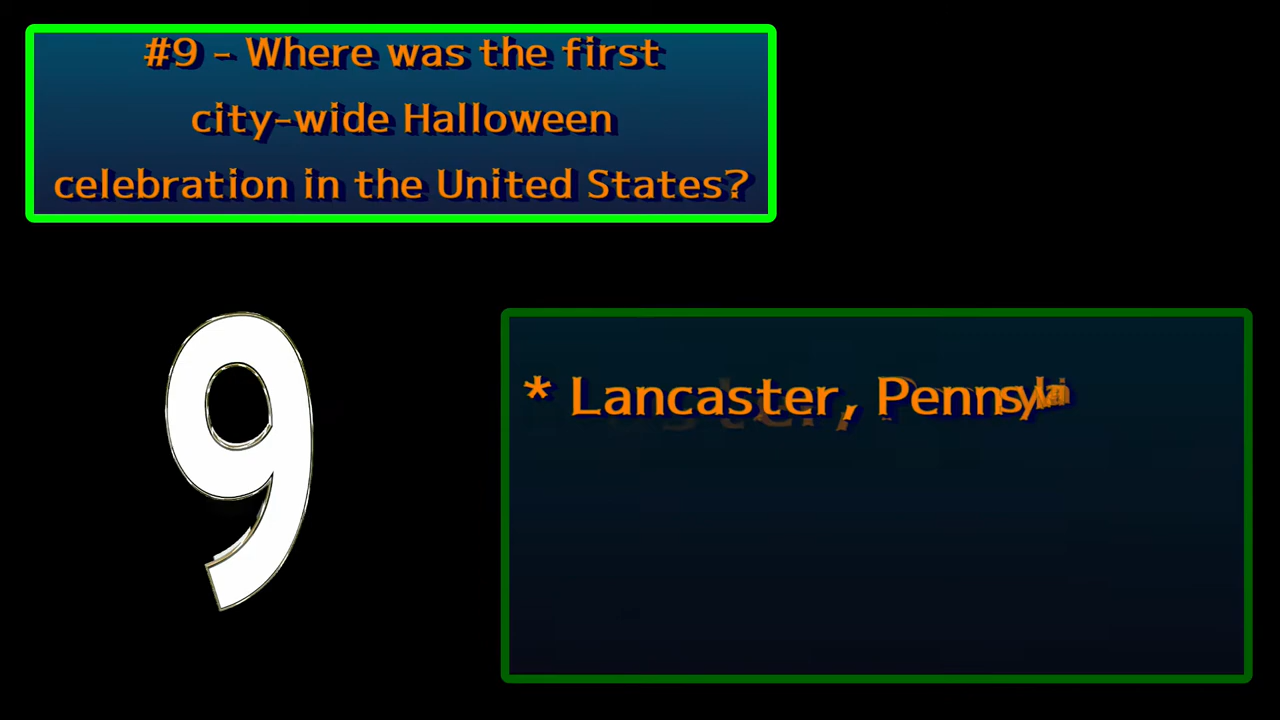 #9 - Where was the first
city-wide Halloween
celebration in the United States?
9
* Lancaster,